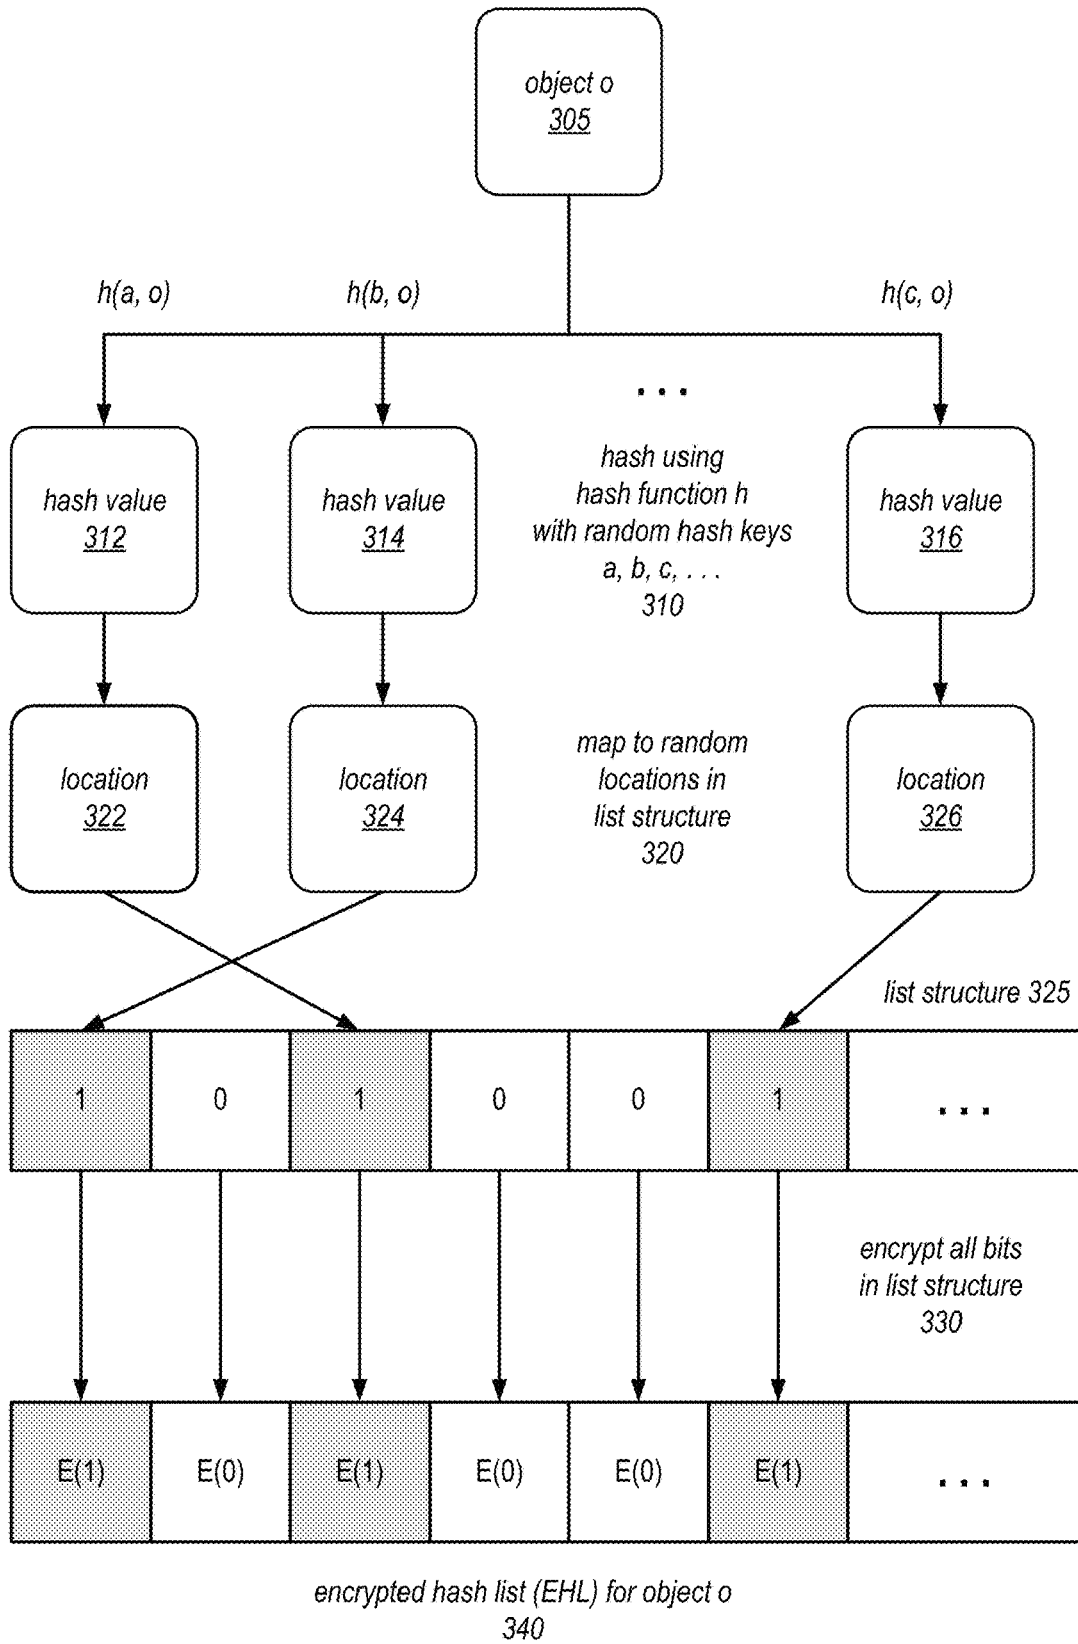 object o
305
h(a, o)
h(b, o)
h(c, o)
. . .
hash value
312
hash value
314
hash using
hash function h
with random hash keys
a, b, c, . . .
310
hash value
316
location
322
location
324
map to random
locations in
list structure
320
location
326
list structure 325
1
0
1
0
0
1
. . .
encrypt all bits
in list structure
330
E(1)
E(0)
E(1)
E(0)
E(0)
E(1)
. . .
encrypted hash list (EHL) for object o
340